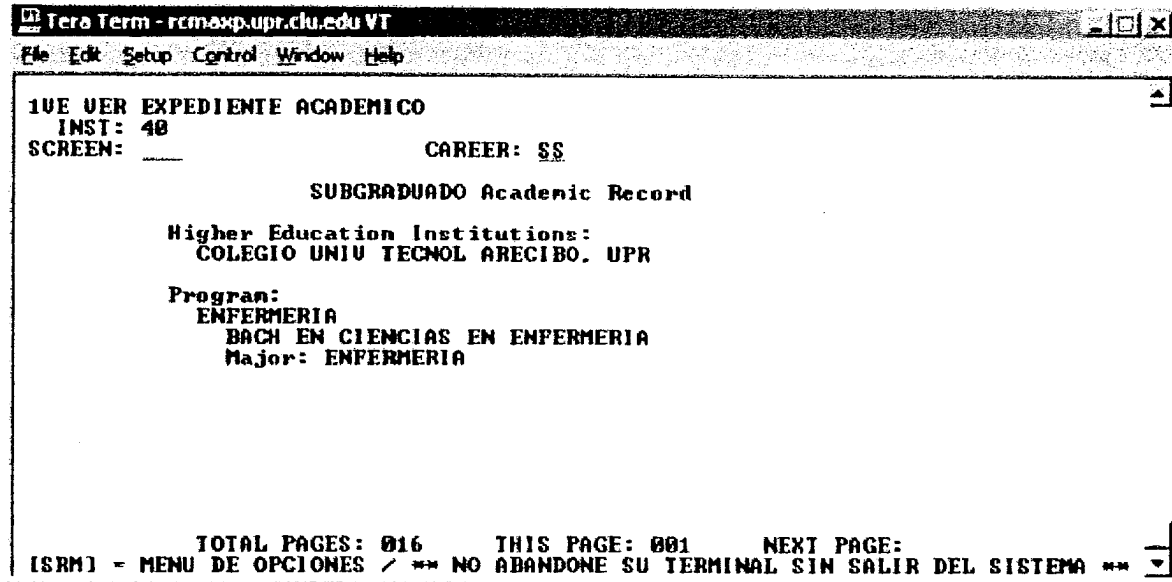 Tera Term - rcmaxp.upr.clu.edu VT
File Edit Setup Control Window Help
1VE VER EXPEDIENTE ACADEMICO
INST: 40
SCREEN: ___ CAREER: SS
SUBGRADUADO Academic Record
Higher Education Institutions:
COLEGIO UNIV TECNOL ARECIBO. UPR
Program:
ENFERMERIA
BACH EN CIENCIAS EN ENFERMERIA
Major: ENFERMERIA
TOTAL PAGES: 016 THIS PAGE: 001 NEXT PAGE:
[SRM] = MENU DE OPCIONES / ** NO ABANDONE SU TERMINAL SIN SALIR DEL SISTEMA **